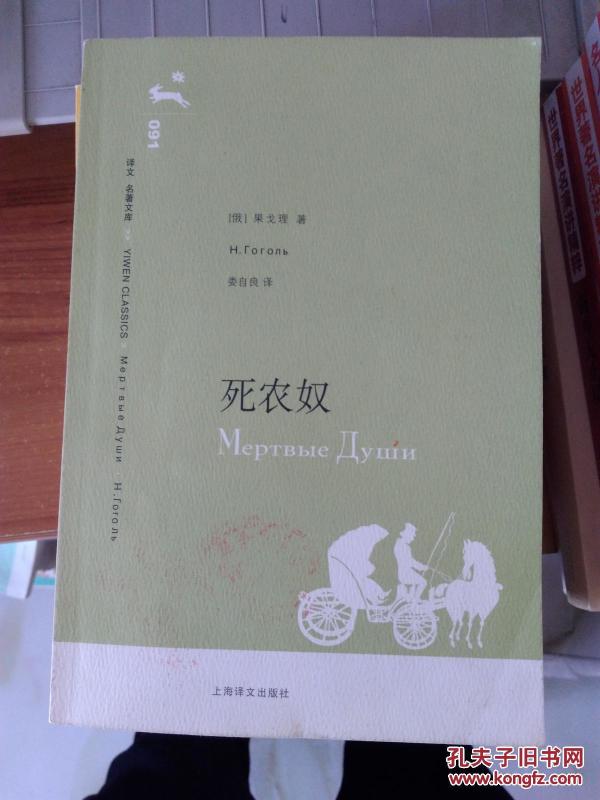 091
译文 名著文库 >> YIWEN CLASSICS > Мертвые Души Н.Гоголь
[俄] 果戈理 著
Н.Гоголь
娄自良 译
死农奴
Мертвые Души
上海译文出版社
孔夫子旧书网
www.kongfz.com